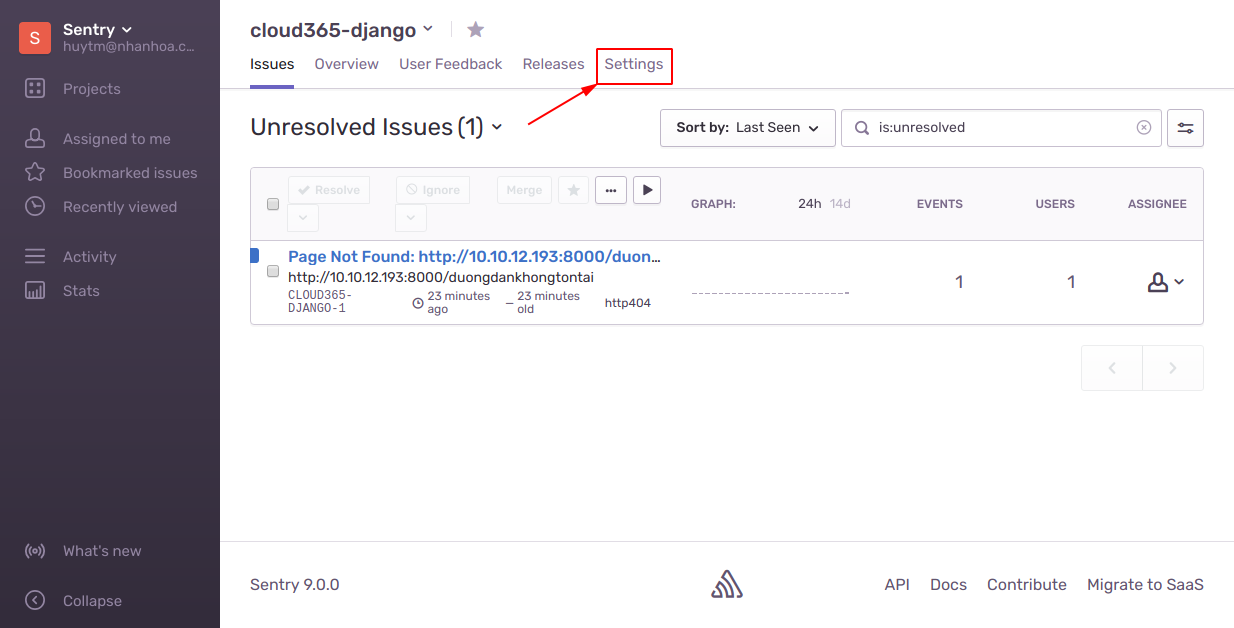 S
Sentry
huytm@nhanhoa.c...
Projects
Assigned to me
Bookmarked issues
Recently viewed
Activity
Stats
What's new
Collapse
cloud365-django
Issues Overview User Feedback Releases Settings
Unresolved Issues (1)
Sort by: Last Seen
is:unresolved
Resolve Ignore Merge
GRAPH: 24h 14d EVENTS USERS ASSIGNEE
Page Not Found: http://10.10.12.193:8000/duon...
http://10.10.12.193:8000/duongdankhongtontai
CLOUD365-
DJANGO-1
23 minutes
ago
— 23 minutes
old
http404
1 1
Sentry 9.0.0
API Docs Contribute Migrate to SaaS